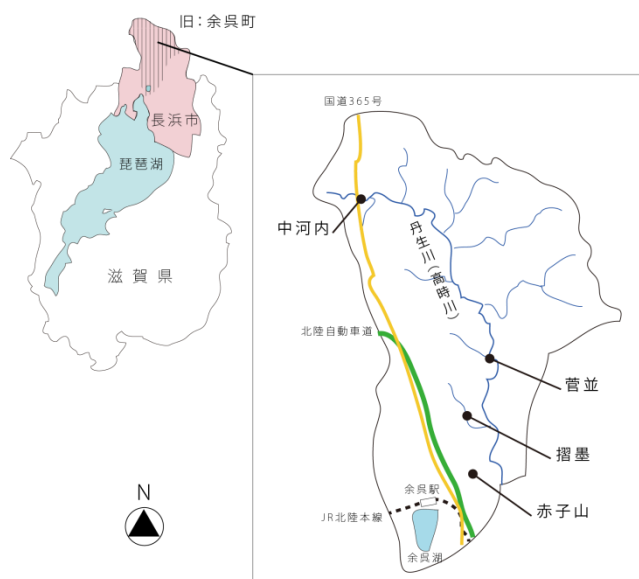 旧：余呉町
長浜市
琵琶湖
滋賀県
N
国道365号
中河内
丹生川（高時川）
北陸自動車道
菅並
摺墨
赤子山
余呉駅
JR北陸本線
余呉湖